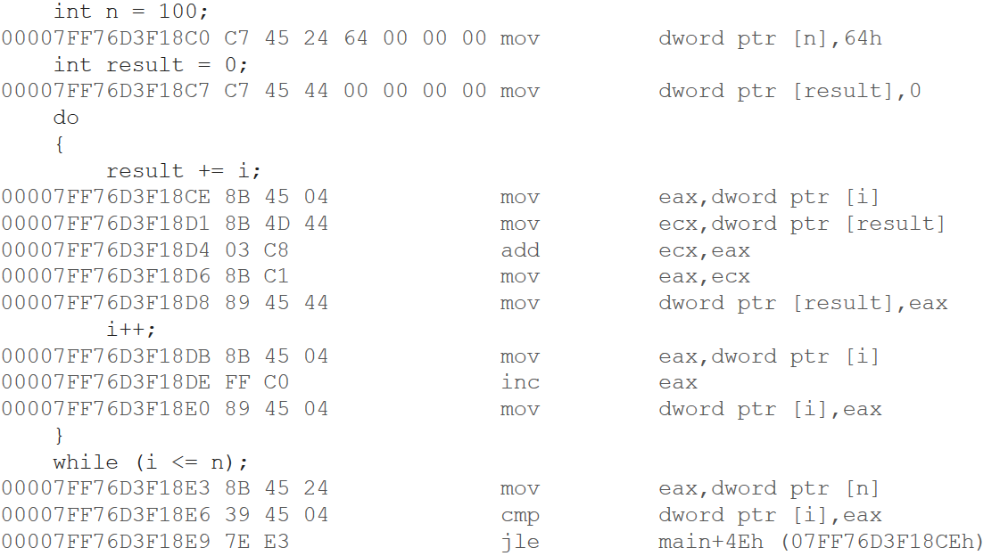 int n = 100;
00007FF76D3F18C0 C7 45 24 64 00 00 00 mov dword ptr [n],64h
int result = 0;
00007FF76D3F18C7 C7 45 44 00 00 00 00 mov dword ptr [result],0
do
{
result += i;
00007FF76D3F18CE 8B 45 04 mov eax,dword ptr [i]
00007FF76D3F18D1 8B 4D 44 mov ecx,dword ptr [result]
00007FF76D3F18D4 03 C8 add ecx,eax
00007FF76D3F18D6 8B C1 mov eax,ecx
00007FF76D3F18D8 89 45 44 mov dword ptr [result],eax
i++;
00007FF76D3F18DB 8B 45 04 mov eax,dword ptr [i]
00007FF76D3F18DE FF C0 inc eax
00007FF76D3F18E0 89 45 04 mov dword ptr [i],eax
}
while (i <= n);
00007FF76D3F18E3 8B 45 24 mov eax,dword ptr [n]
00007FF76D3F18E6 39 45 04 cmp dword ptr [i],eax
00007FF76D3F18E9 7E E3 jle main+4Eh (07FF76D3F18CEh)